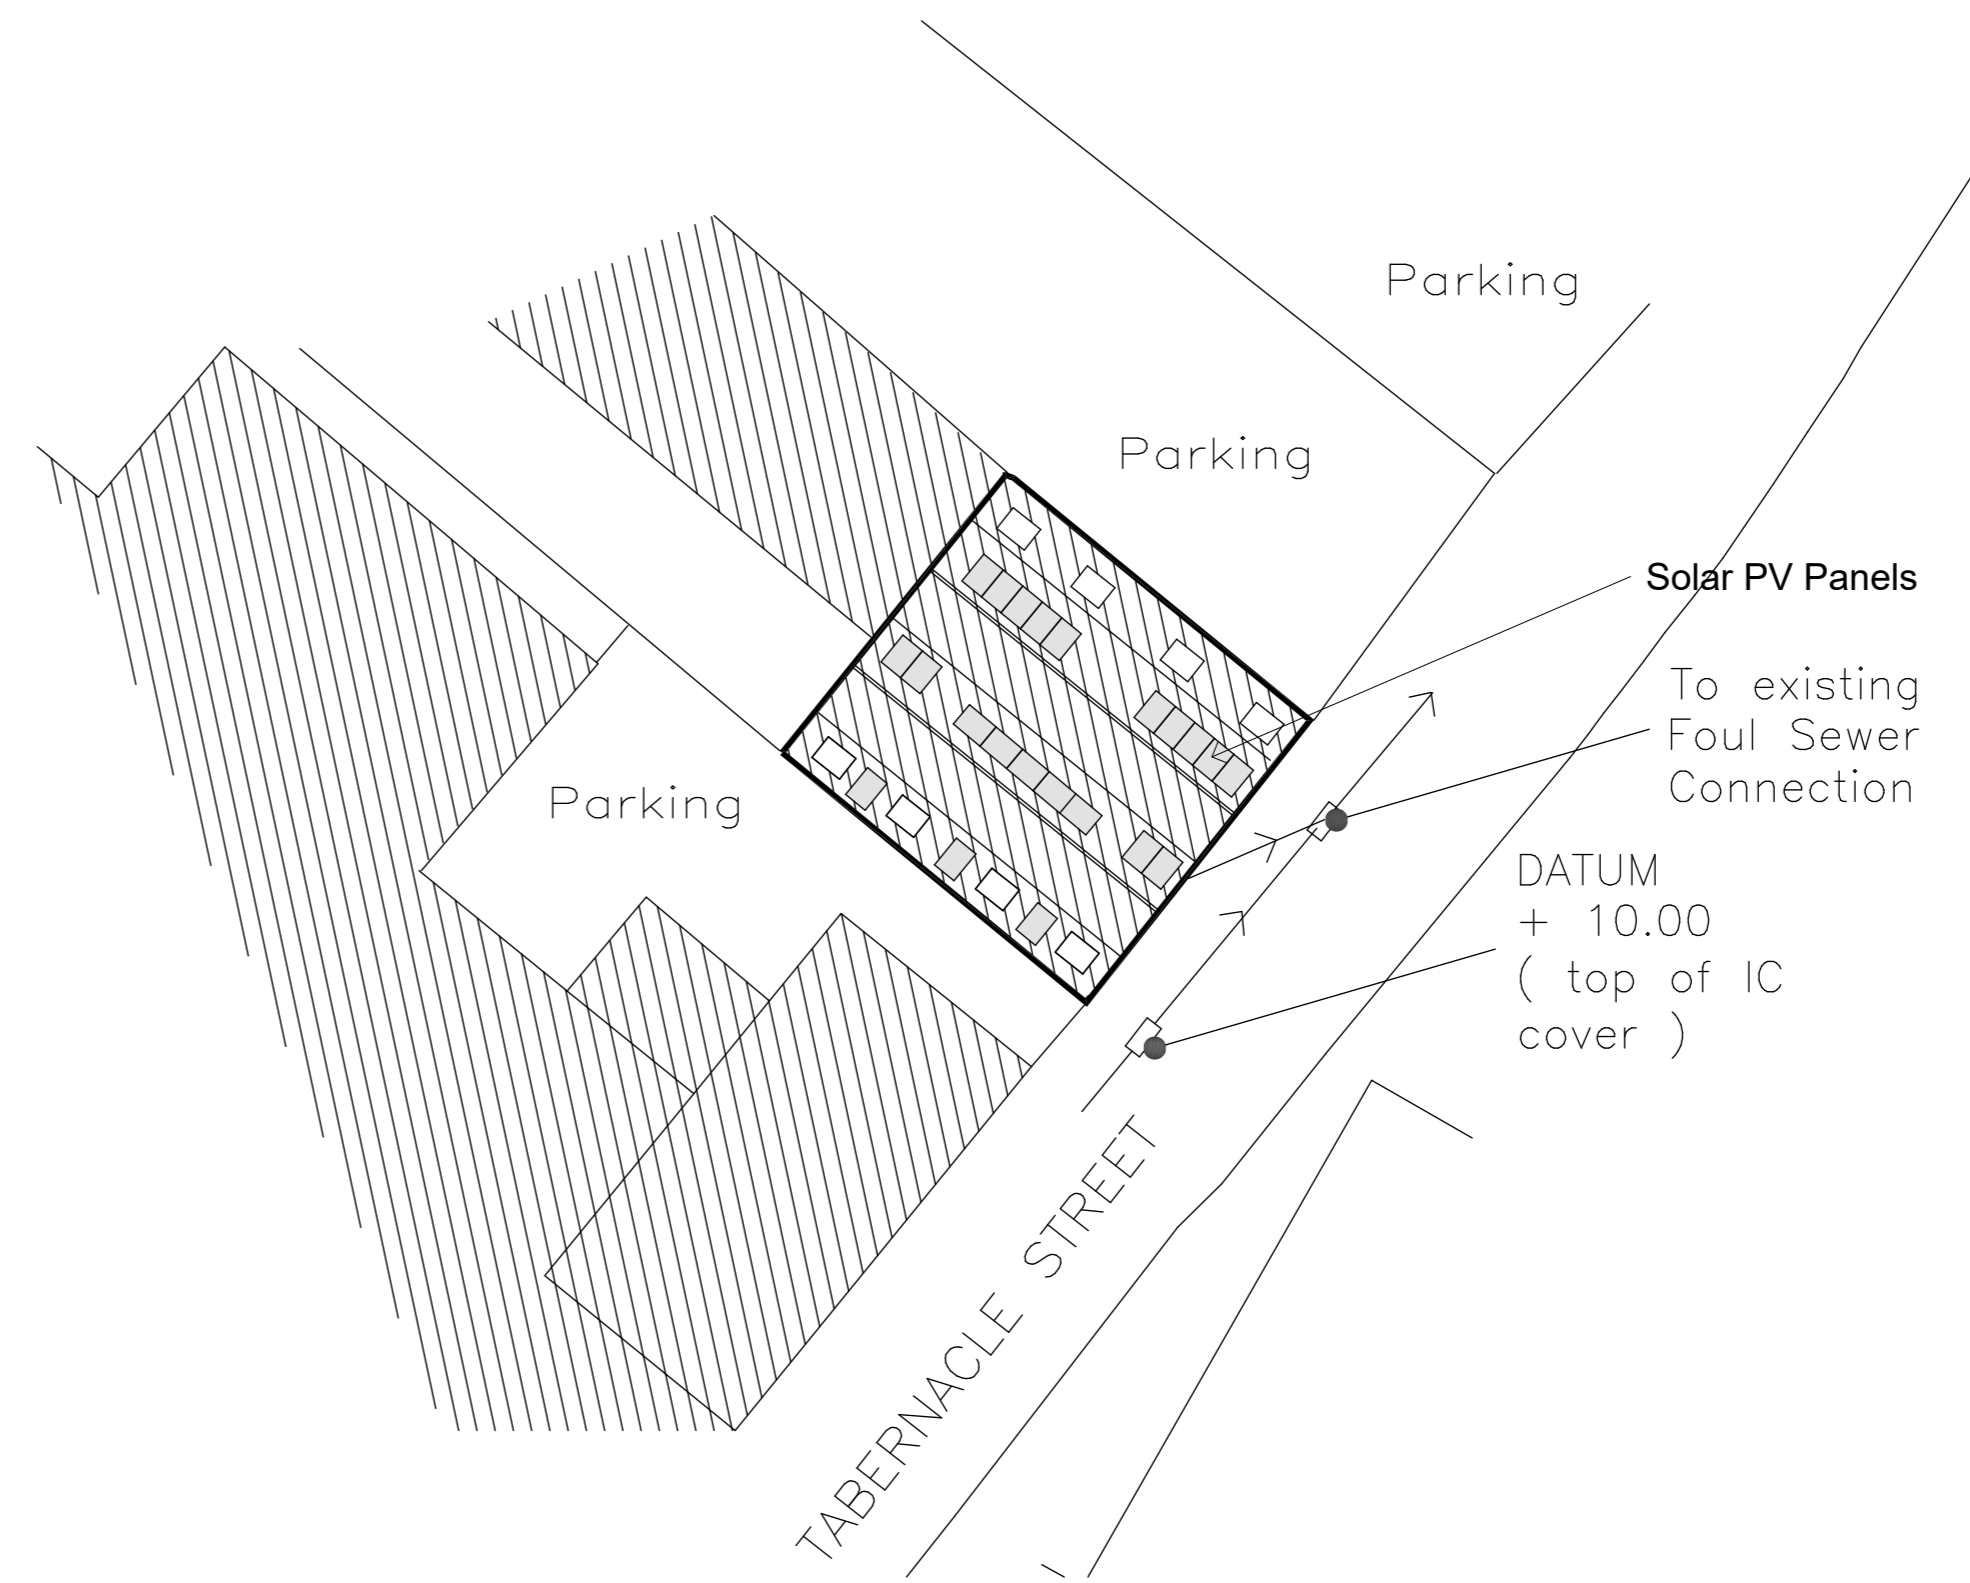 Parking
Parking
Solar PV Panels
To existing
Foul Sewer
Connection
Parking
DATUM
+ 10.00
( top of IC
cover )
TABERNACLE STREET